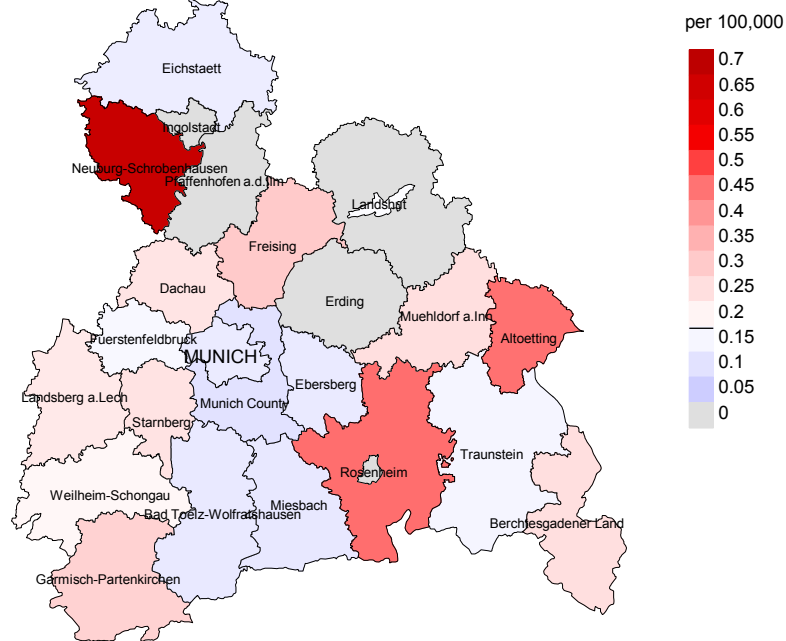 per 100,000
0.7
0.65
0.6
0.55
0.5
0.45
0.4
0.35
0.3
0.25
0.2
0.15
0.1
0.05
0
Eichstaett
Ingolstadt
Neuburg-Schrobenhausen
Pfaffenhofen a.d.Ilm
Landshut
Freising
Dachau
Erding
Muehldorf a.Inn
Altoetting
Fuerstenfeldbruck
MUNICH
Ebersberg
Landsberg a.Lech
Munich County
Starnberg
Traunstein
Rosenheim
Weilheim-Schongau
Miesbach
Bad Toelz-Wolfratshausen
Berchtesgadener Land
Garmisch-Partenkirchen